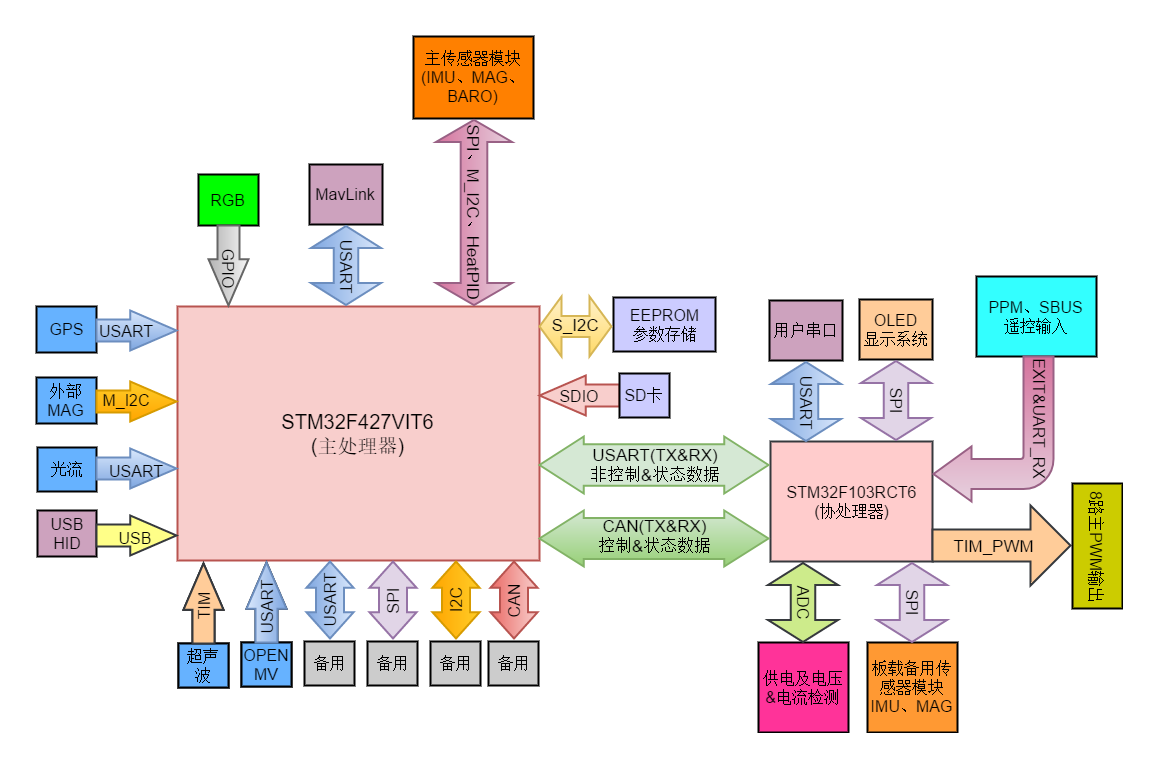 主传感器模块
(IMU、MAG、
BARO)
SPI、M_I2C、HeatPID
MavLink
USART
RGB
GPIO
GPS
USART
外部
MAG
M_I2C
光流
USART
USB
HID
USB
STM32F427VIT6
(主处理器)
S_I2C
EEPROM
参数存储
SDIO
SD卡
USART(TX&RX)
非控制&状态数据
CAN(TX&RX)
控制&状态数据
用户串口
USART
OLED
显示系统
SPI
PPM、SBUS
遥控输入
EXIT&UART_RX
STM32F103RCT6
(协处理器)
TIM_PWM
8路主PWM输出
TIM
超声
波
USART
OPEN
MV
USART
备用
SPI
备用
I2C
备用
CAN
备用
ADC
供电及电压
&电流检测
SPI
板载备用传
感器模块
IMU、MAG